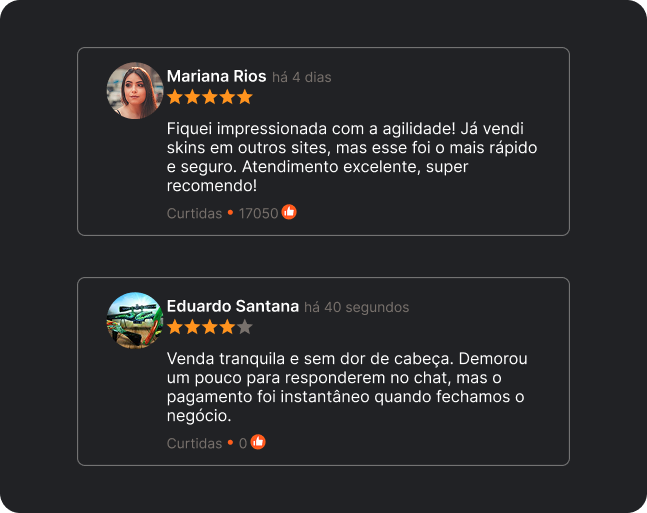 Mariana Rios há 4 dias
Fiquei impressionada com a agilidade! Já vendi
skins em outros sites, mas esse foi o mais rápido
e seguro. Atendimento excelente, super
recomendo!
Curtidas • 17050
Eduardo Santana há 40 segundos
Venda tranquila e sem dor de cabeça. Demorou
um pouco para responderem no chat, mas o
pagamento foi instantâneo quando fechamos o
negócio.
Curtidas • 0